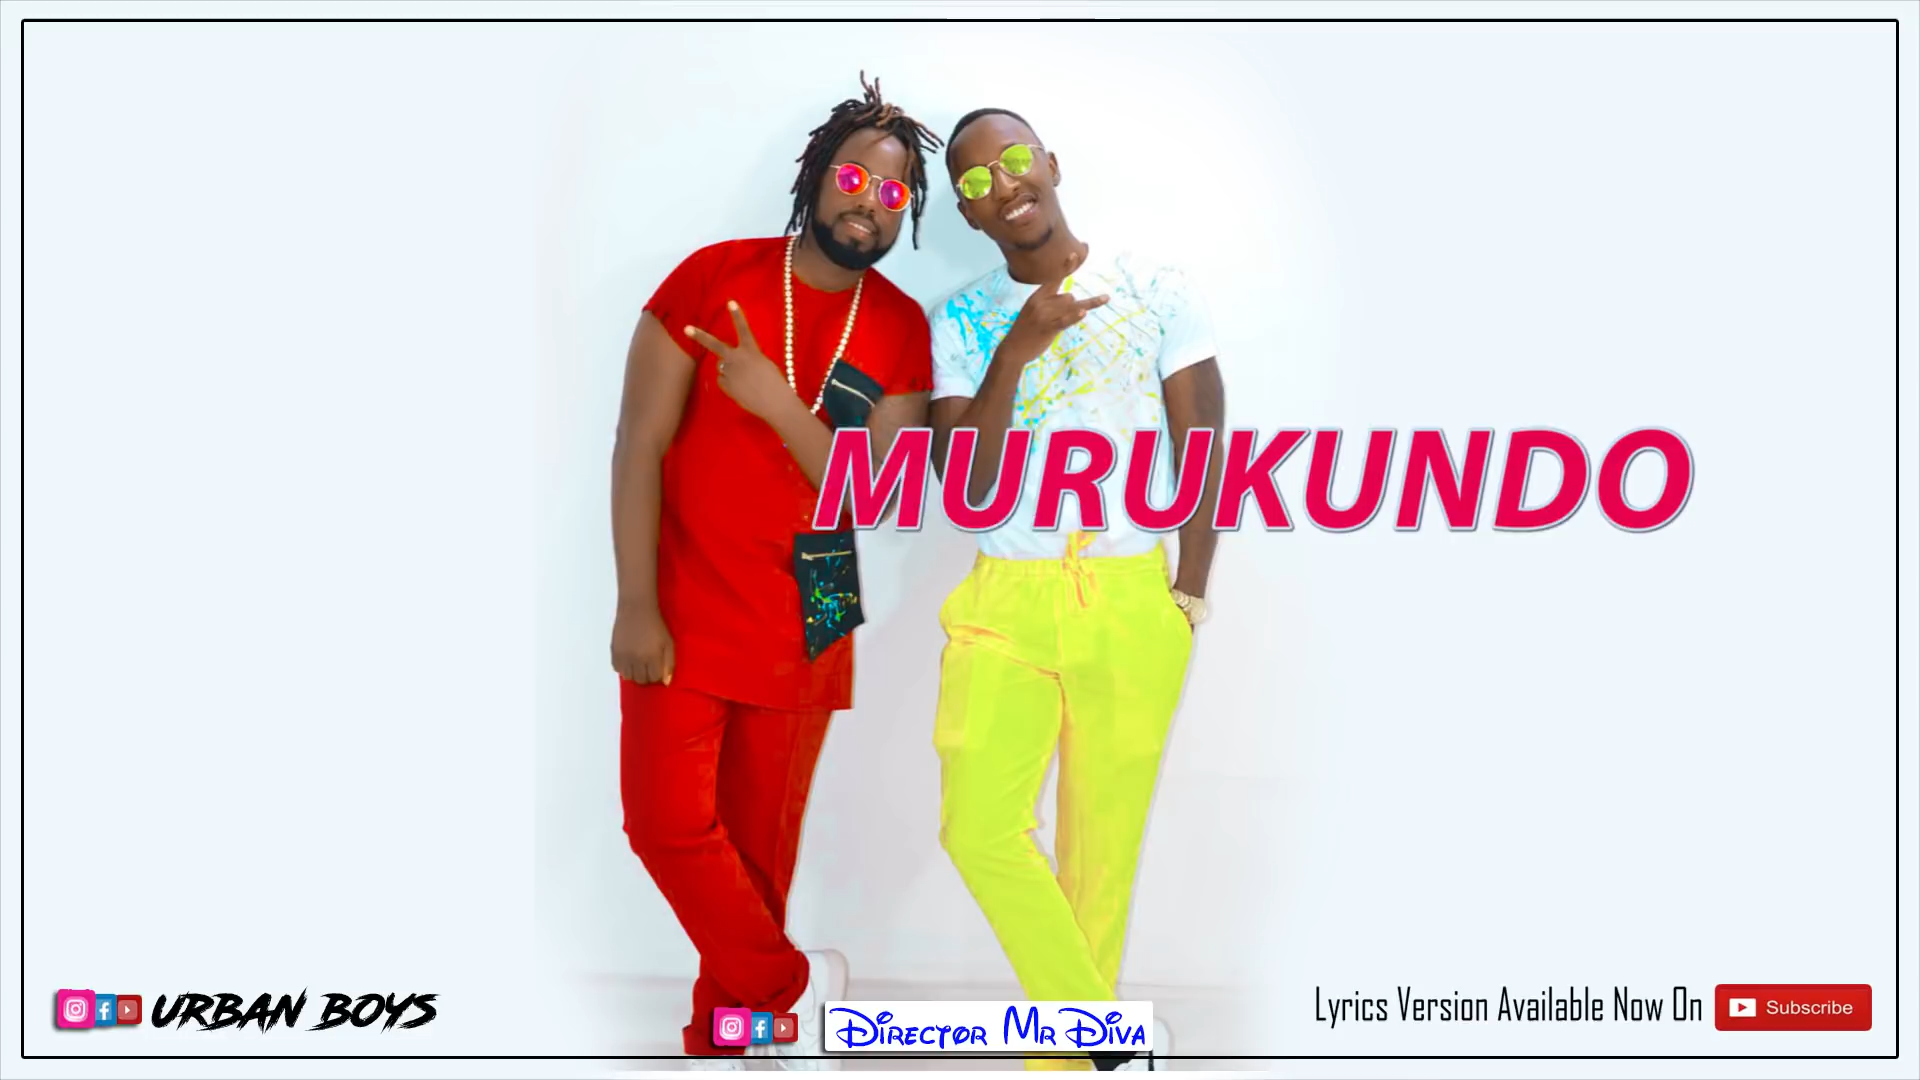 MURUKUNDO
URBAN BOYS
DIRECTOR MR DIVA
Lyrics Version Available Now On
Subscribe